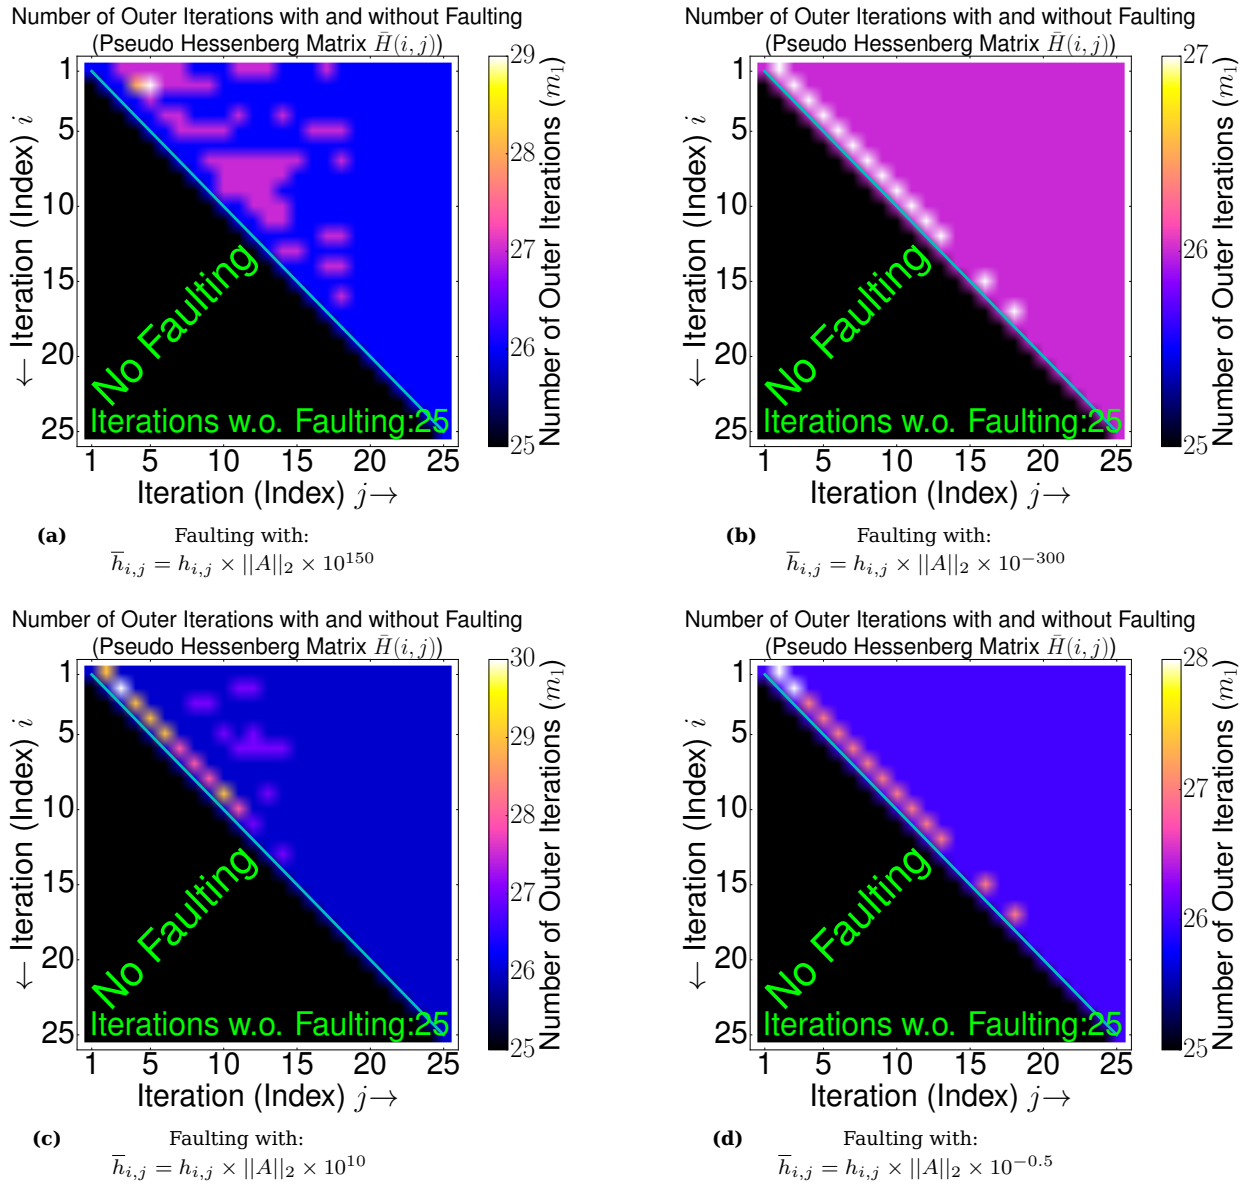 Number of Outer Iterations with and without Faulting
(Pseudo Hessenberg Matrix H̄(i, j))
← Iteration (Index) i
1
5
10
15
20
25
No Faulting
Iterations w.o. Faulting:25
1 5 10 15 20 25
Iteration (Index) j→
29
28
27
26
25
Number of Outer Iterations (m₁)
(a) Faulting with:
h̄ᵢ,ⱼ = hᵢ,ⱼ × ||A||₂ × 10¹⁵⁰
Number of Outer Iterations with and without Faulting
(Pseudo Hessenberg Matrix H̄(i, j))
← Iteration (Index) i
1
5
10
15
20
25
No Faulting
Iterations w.o. Faulting:25
1 5 10 15 20 25
Iteration (Index) j→
27
26
25
Number of Outer Iterations (m₁)
(b) Faulting with:
h̄ᵢ,ⱼ = hᵢ,ⱼ × ||A||₂ × 10⁻³⁰⁰
Number of Outer Iterations with and without Faulting
(Pseudo Hessenberg Matrix H̄(i, j))
← Iteration (Index) i
1
5
10
15
20
25
No Faulting
Iterations w.o. Faulting:25
1 5 10 15 20 25
Iteration (Index) j→
30
29
28
27
26
25
Number of Outer Iterations (m₁)
(c) Faulting with:
h̄ᵢ,ⱼ = hᵢ,ⱼ × ||A||₂ × 10¹⁰
Number of Outer Iterations with and without Faulting
(Pseudo Hessenberg Matrix H̄(i, j))
← Iteration (Index) i
1
5
10
15
20
25
No Faulting
Iterations w.o. Faulting:25
1 5 10 15 20 25
Iteration (Index) j→
28
27
26
25
Number of Outer Iterations (m₁)
(d) Faulting with:
h̄ᵢ,ⱼ = hᵢ,ⱼ × ||A||₂ × 10⁻⁰·⁵